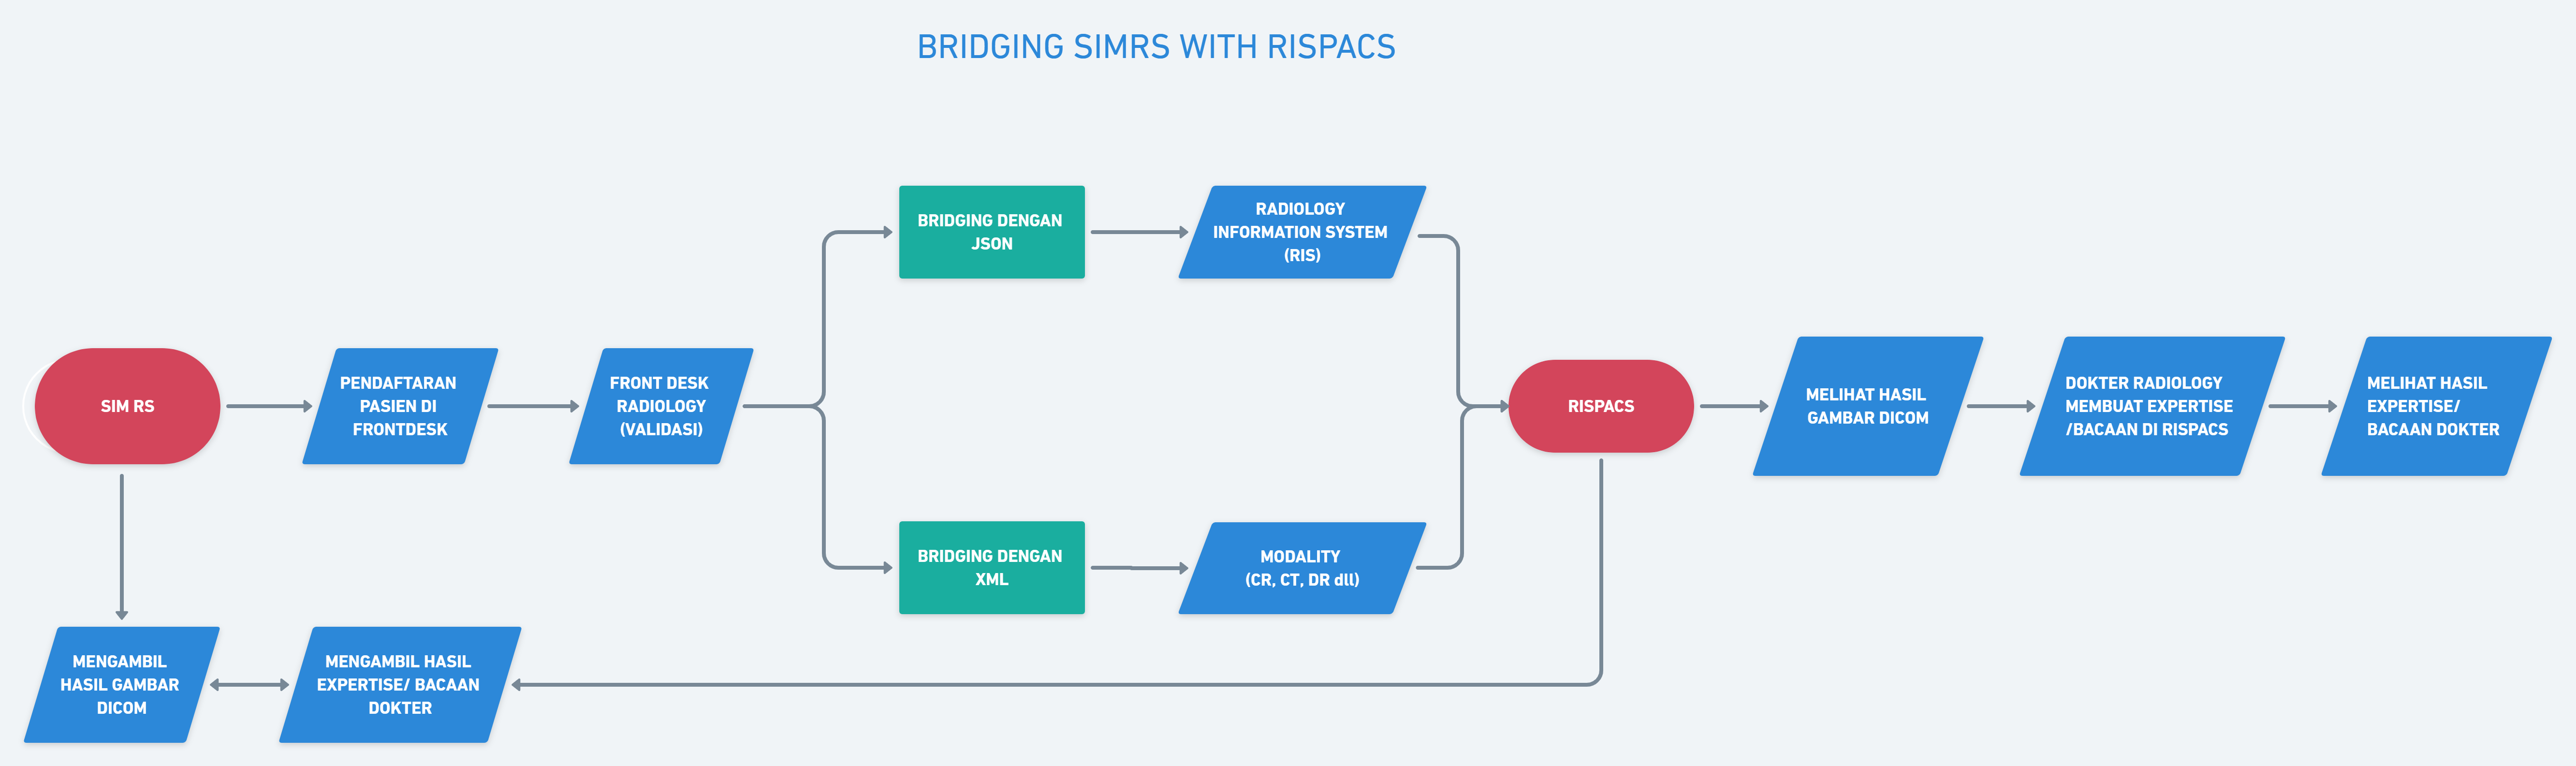 BRIDGING SIMRS WITH RISPACS
SIM RS
PENDAFTARAN
PASIEN DI
FRONTDESK
FRONT DESK
RADIOLOGY
(VALIDASI)
BRIDGING DENGAN
JSON
RADIOLOGY
INFORMATION SYSTEM
(RIS)
BRIDGING DENGAN
XML
MODALITY
(CR, CT, DR dll)
RISPACS
MELIHAT HASIL
GAMBAR DICOM
DOKTER RADIOLOGY
MEMBUAT EXPERTISE
/BACAAN DI RISPACS
MELIHAT HASIL
EXPERTISE/
BACAAN DOKTER
MENGAMBIL
HASIL GAMBAR
DICOM
MENGAMBIL HASIL
EXPERTISE/ BACAAN
DOKTER